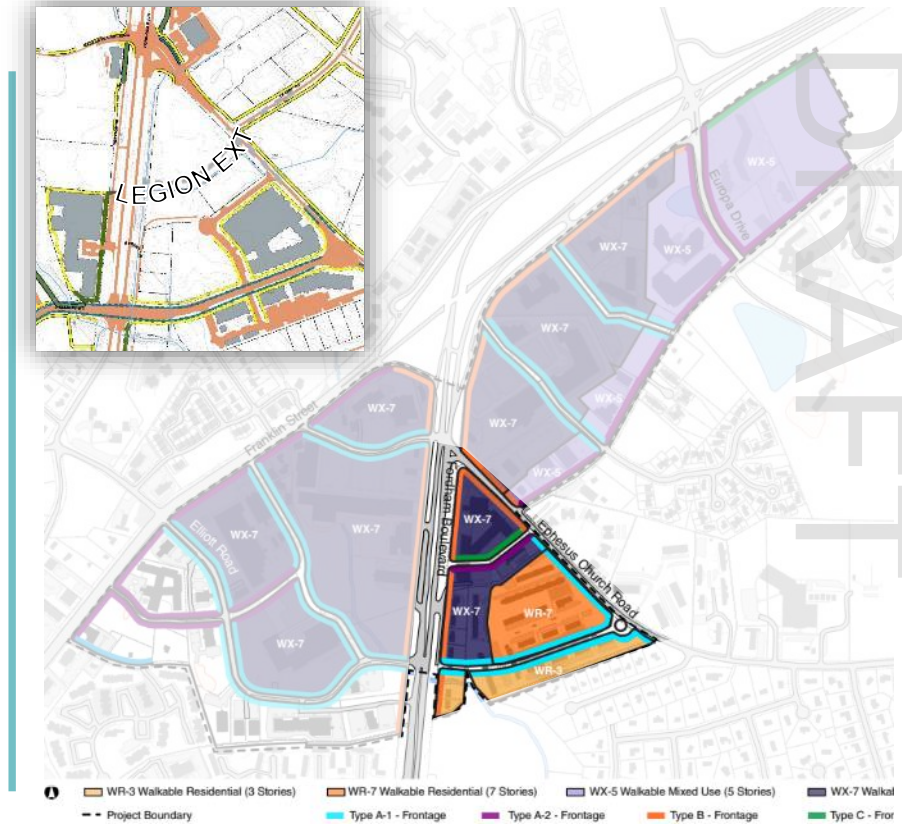 LEGION EXT
DRAFT
WX-5
Europa Drive
WX-7
WX-5
WX-7
WX-5
WX-7
WX-7
WX-5
Franklin Street
Fordham Boulevard
WX-7
Ephesus Church Road
WX-7
WX-7
Elliott Road
WX-7
WR-7
WX-7
WR-3
WR-3 Walkable Residential (3 Stories)
WR-7 Walkable Residential (7 Stories)
WX-5 Walkable Mixed Use (5 Stories)
WX-7 Walkal
Project Boundary
Type A-1 - Frontage
Type A-2 - Frontage
Type B - Frontage
Type C - Fror